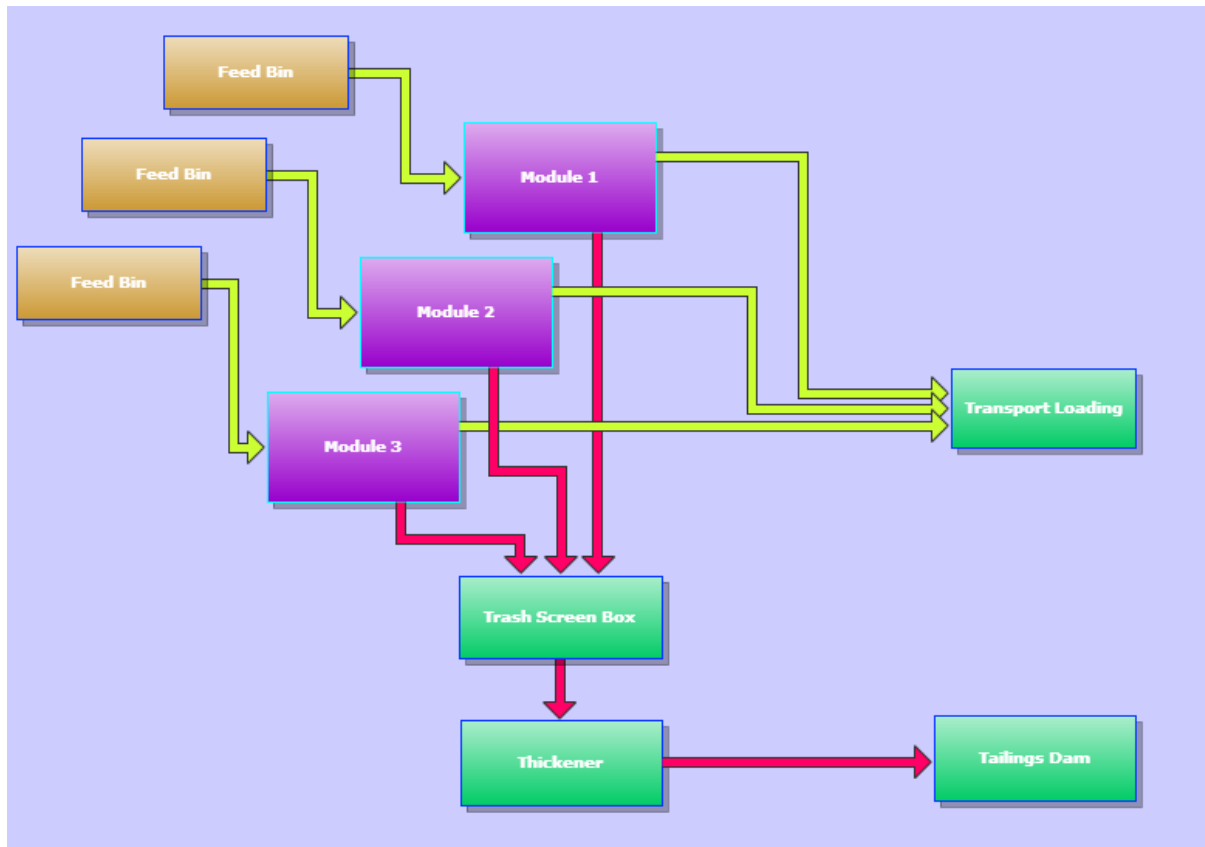 Feed Bin
Feed Bin
Module 1
Feed Bin
Module 2
Transport Loading
Module 3
Trash Screen Box
Thickener
Tailings Dam